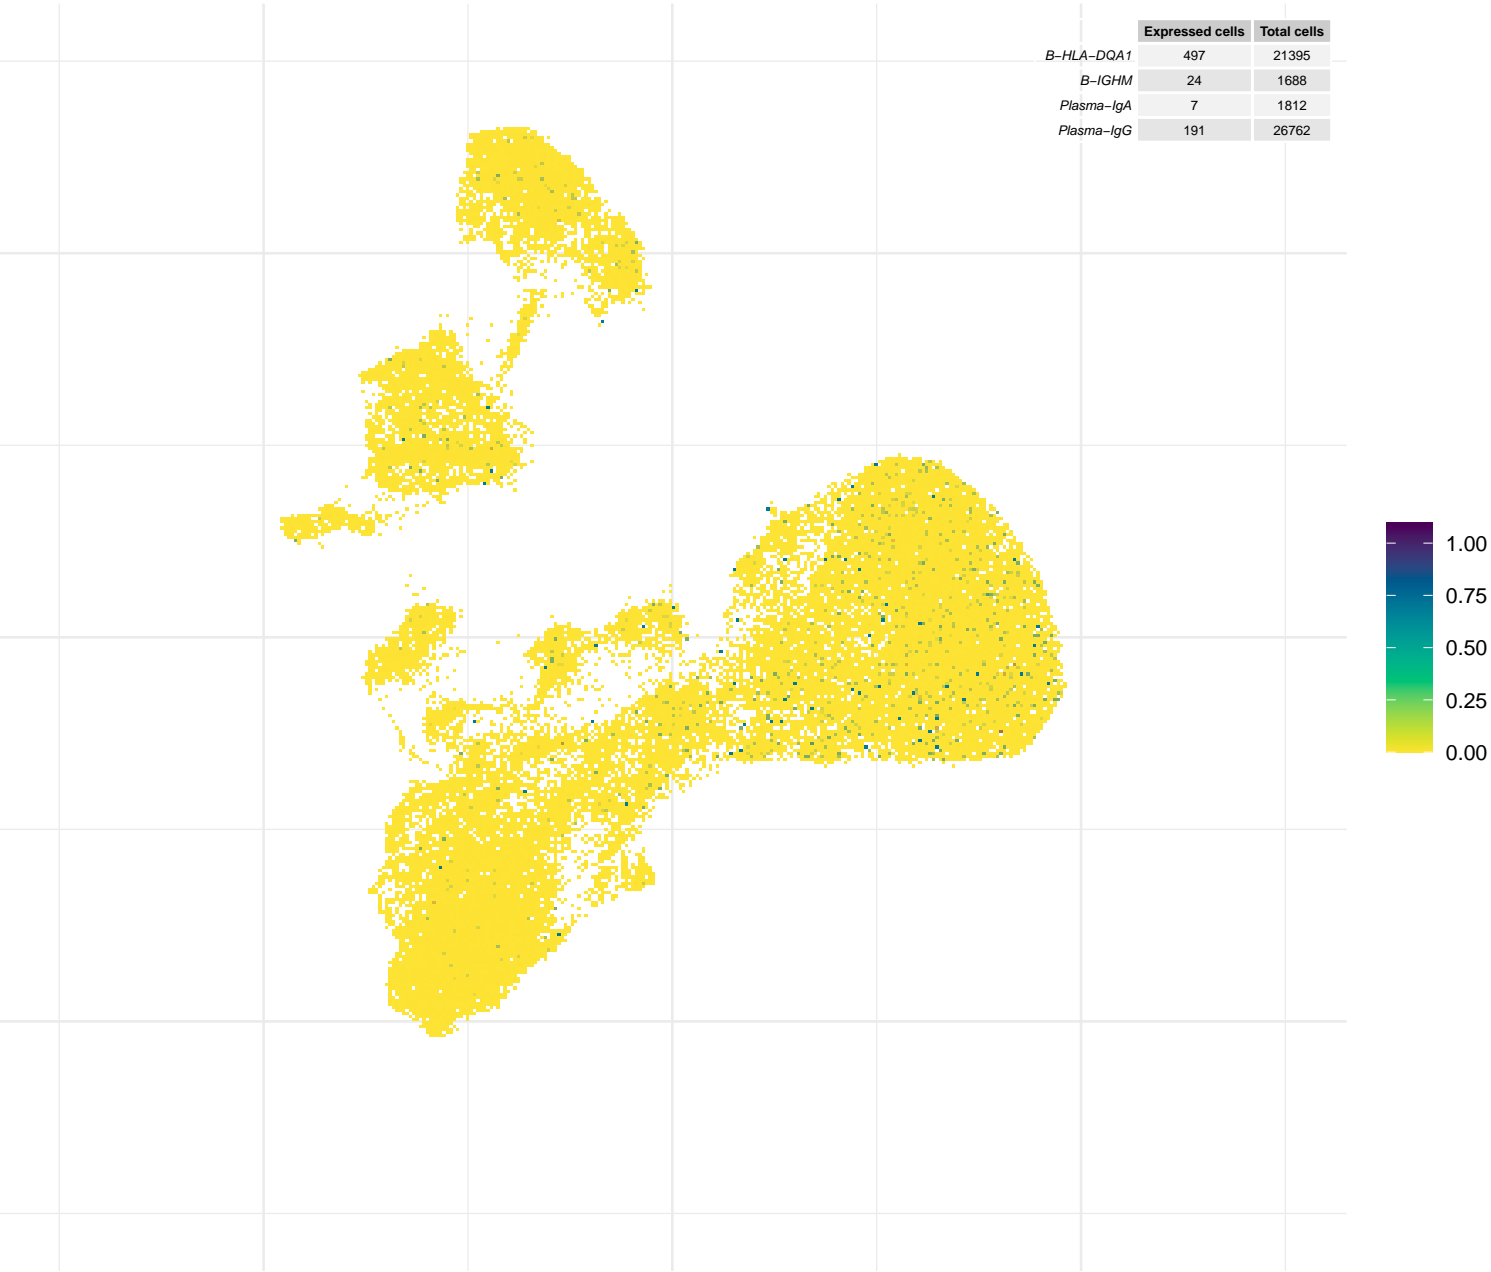 Expressed cells Total cells
B−HLA−DQA1 497 21395
B−IGHM 24 1688
Plasma−IgA 7 1812
Plasma−IgG 191 26762
1.00
0.75
0.50
0.25
0.00